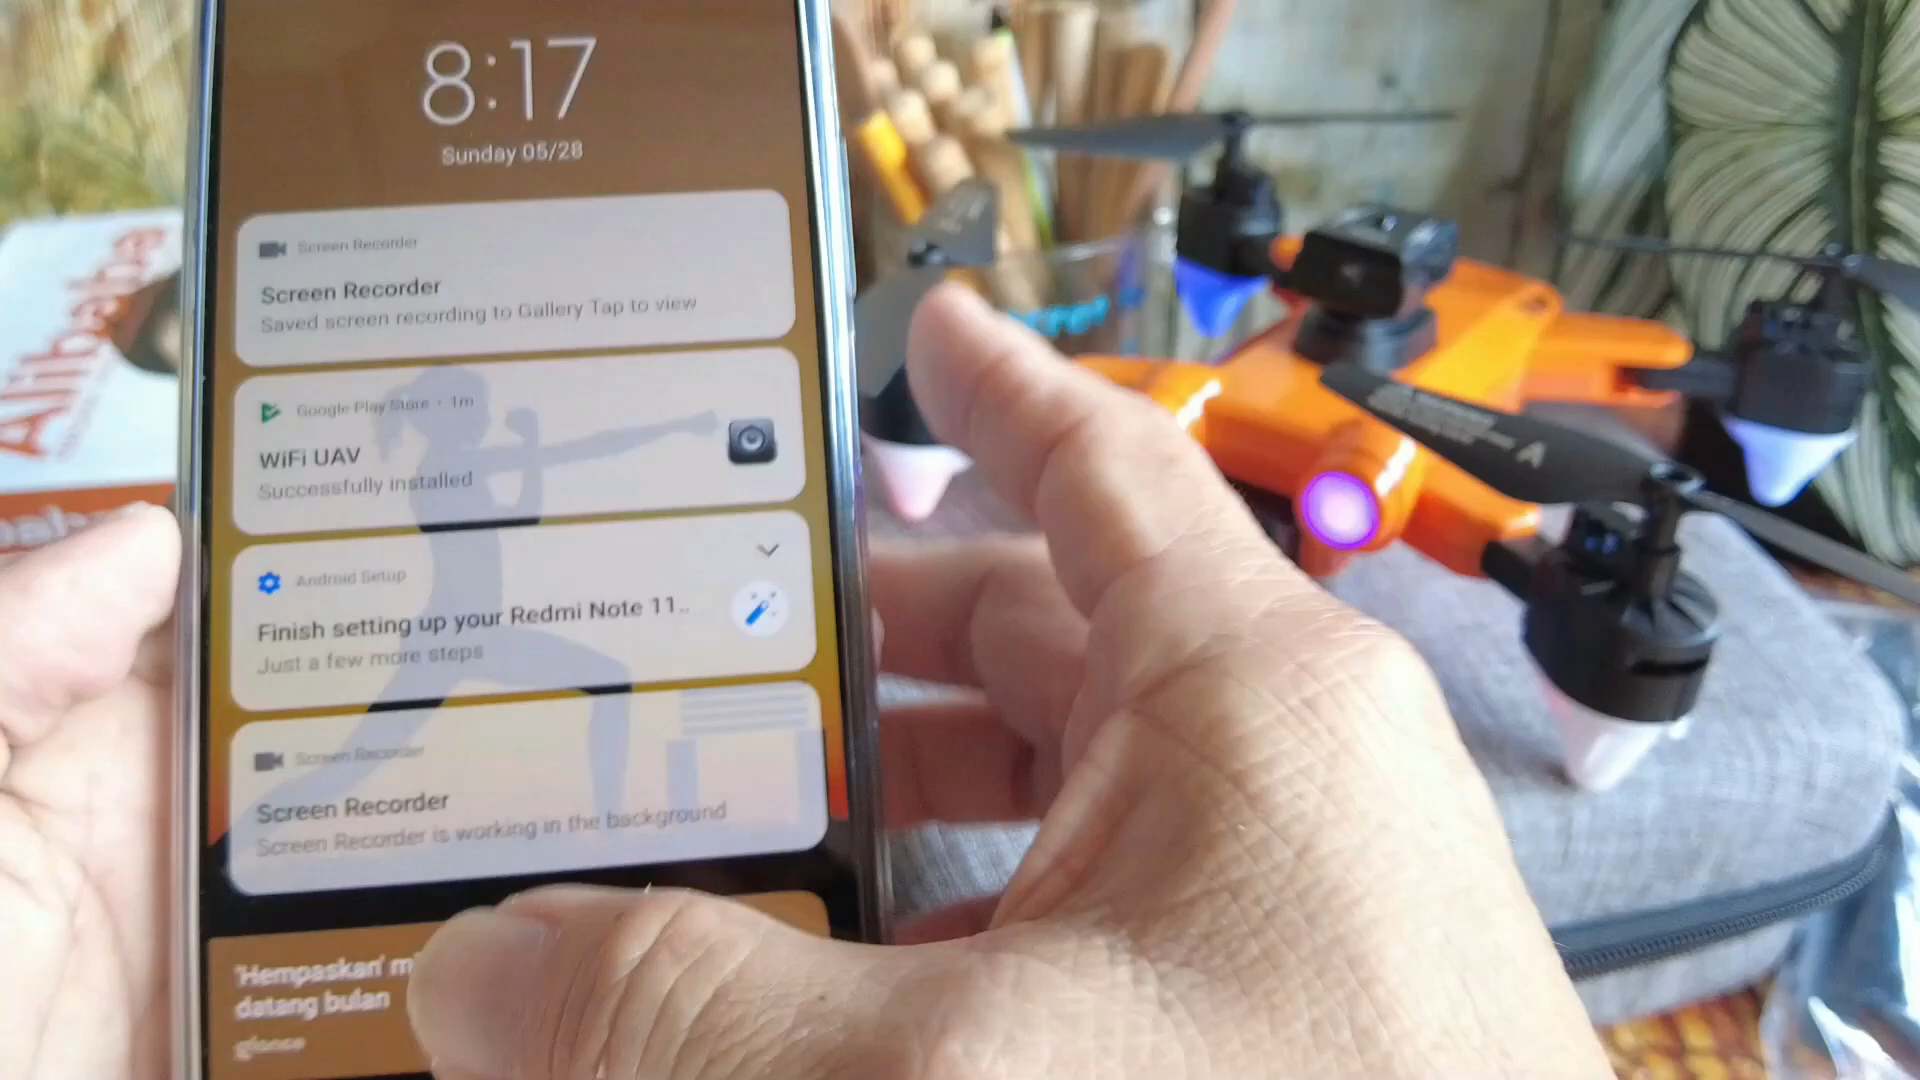 8:17
Sunday 05/28
Screen Recorder
Screen Recorder
Saved screen recording to Gallery Tap to view
Google Play Store · 1m
WiFi UAV
Successfully installed
Android Setup
Finish setting up your Redmi Note 11..
Just a few more steps
Screen Recorder
Screen Recorder
Screen Recorder is working in the background
'Hempaskan'
datang bulan
glance
Alibaba
A